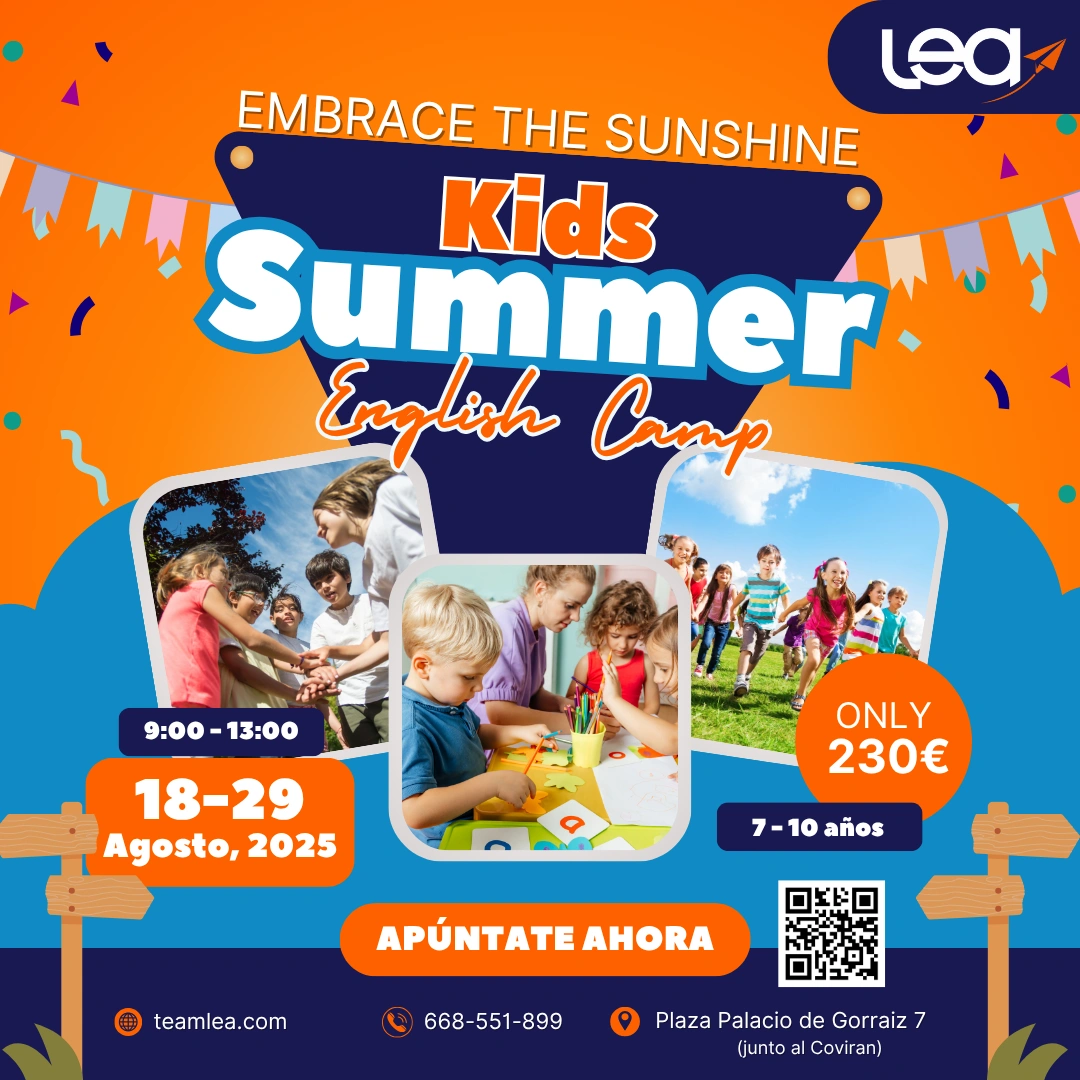 Lea
EMBRACE THE SUNSHINE
Kids
Summer
English Camp
9:00 - 13:00
18-29
Agosto, 2025
ONLY
230€
7 - 10 años
a
APÚNTATE AHORA
teamlea.com
668-551-899
Plaza Palacio de Gorraiz 7
(junto al Coviran)